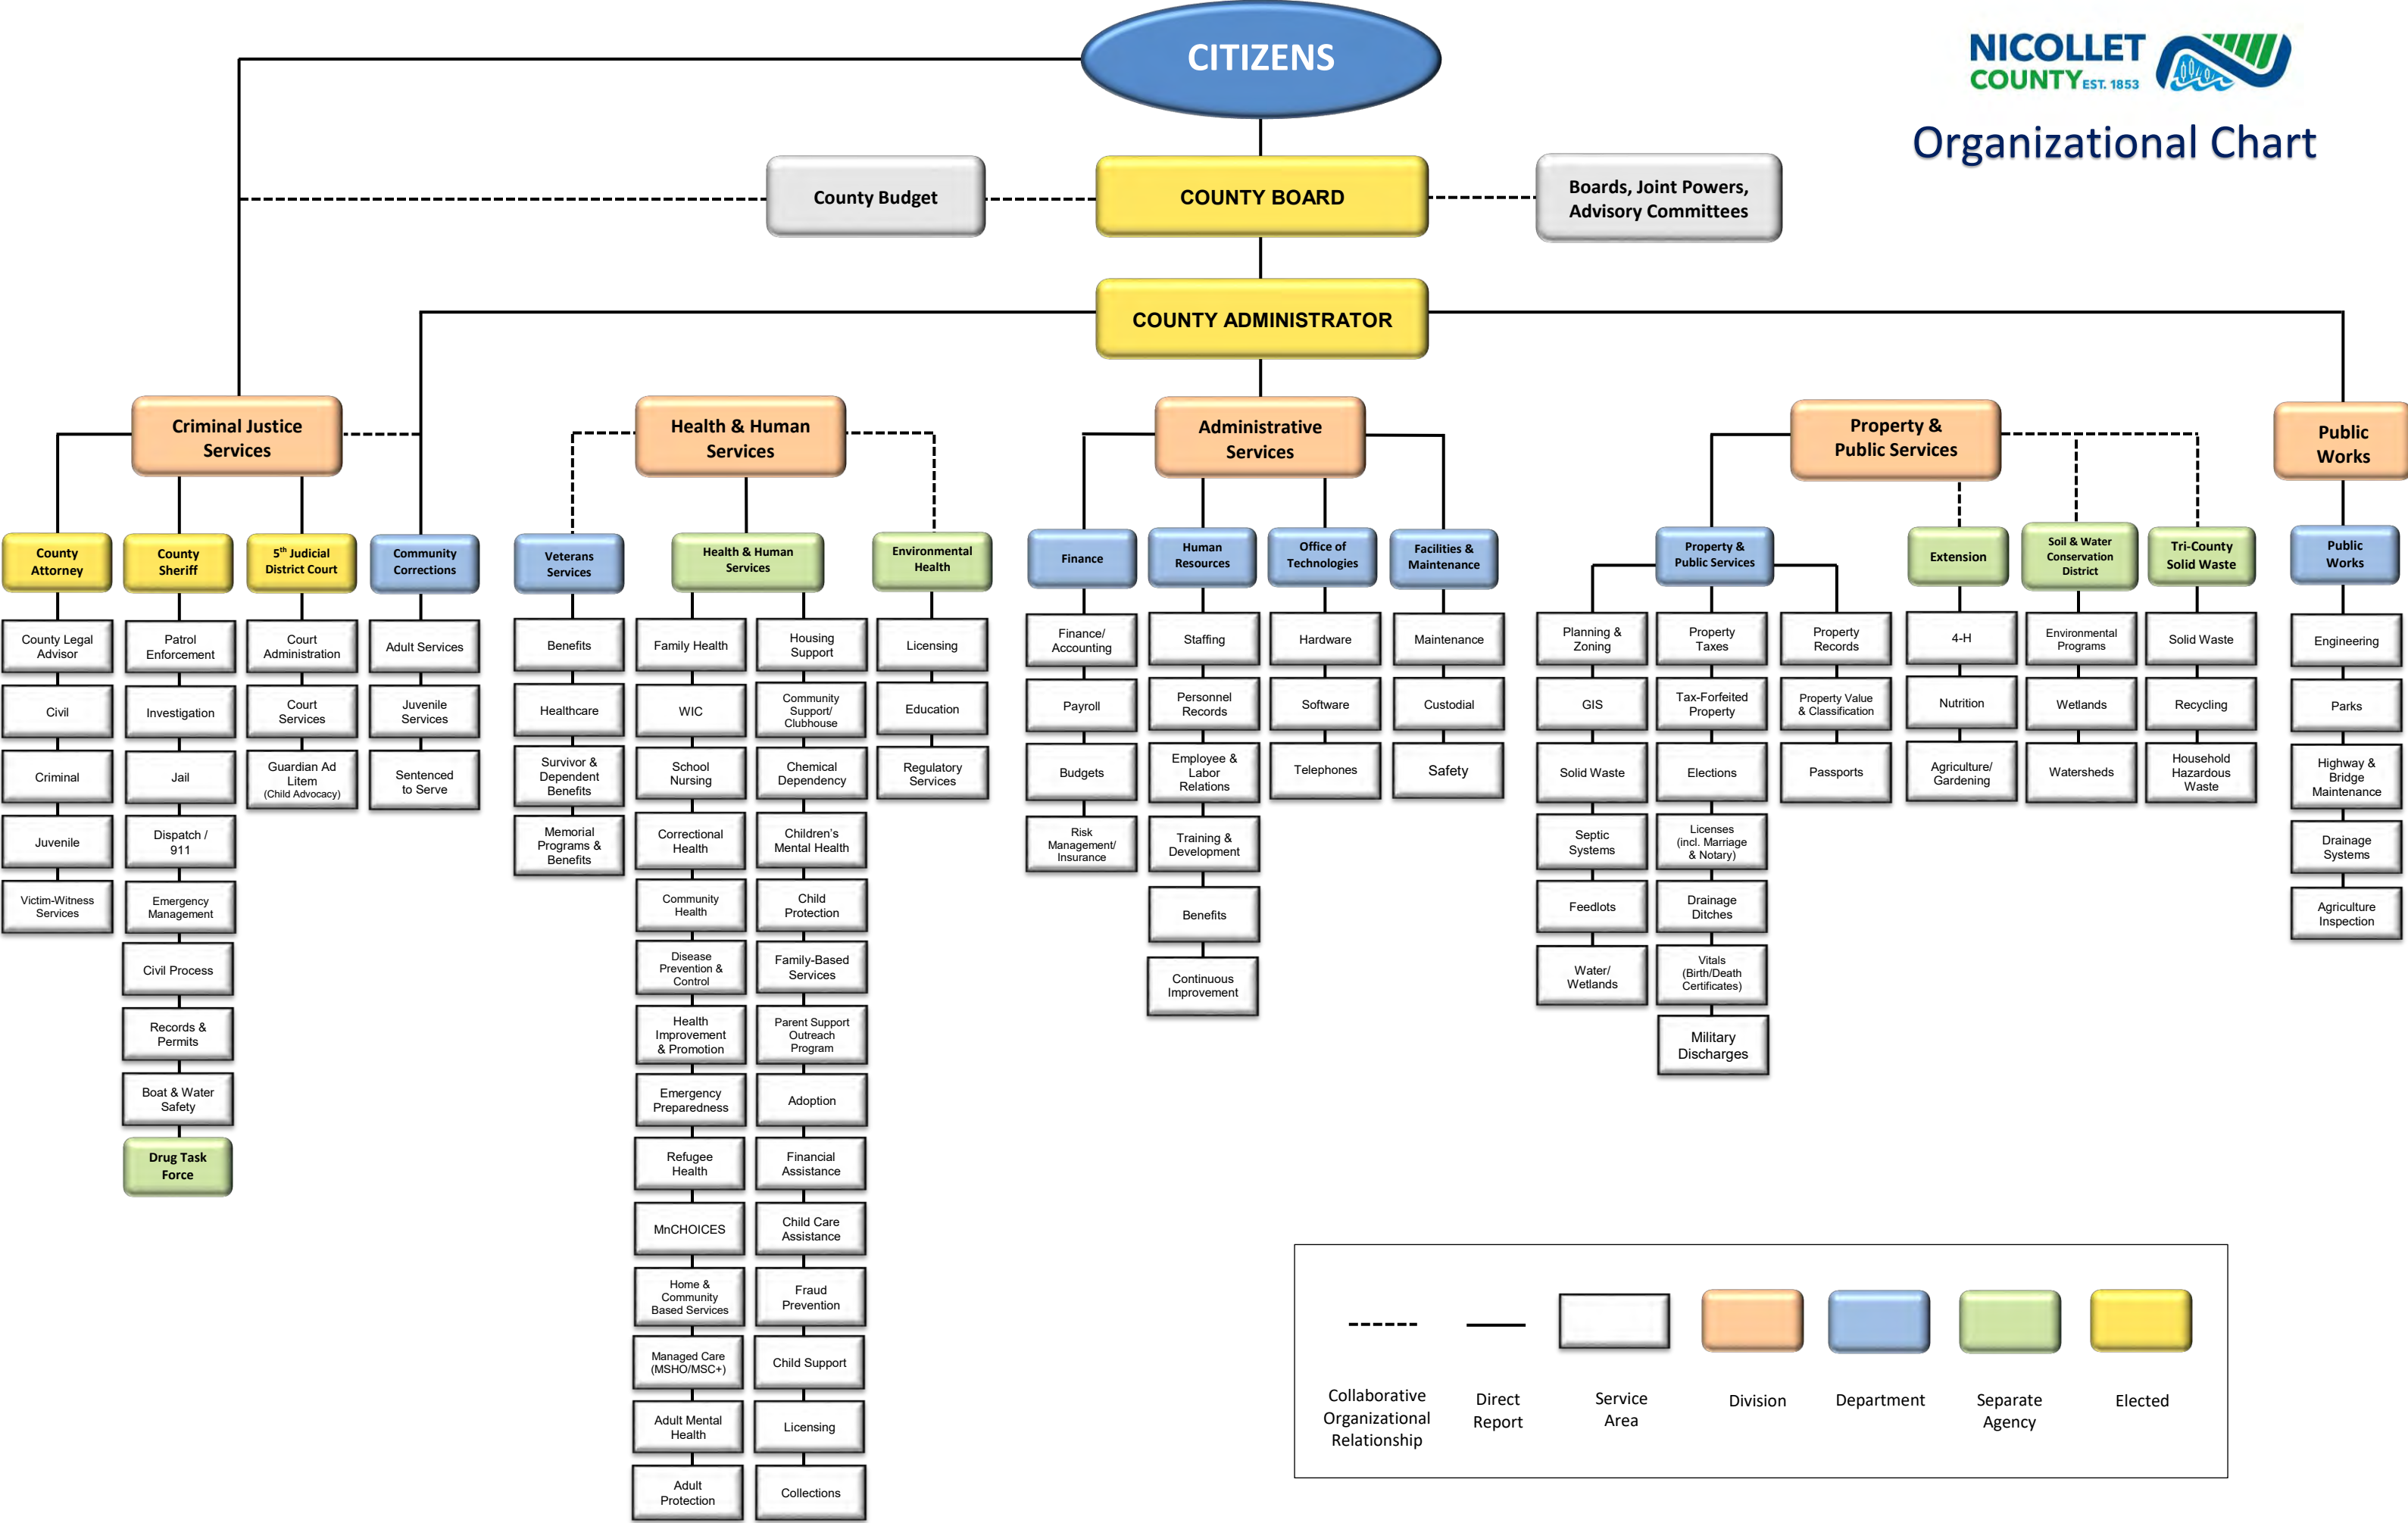 CITIZENS
NICOLLET
COUNTY EST. 1853
Organizational Chart
County Budget
COUNTY BOARD
Boards, Joint Powers,
Advisory Committees
COUNTY ADMINISTRATOR
Criminal Justice
Services
Health & Human
Services
Administrative
Services
Property &
Public Services
Public
Works
County
Attorney
County Legal
Advisor
Civil
Criminal
Juvenile
Victim-Witness
Services
County
Sheriff
Patrol
Enforcement
Investigation
Jail
Dispatch /
911
Emergency
Management
Civil Process
Records &
Permits
Boat & Water
Safety
Drug Task
Force
5th Judicial
District Court
Court
Administration
Court
Services
Guardian Ad
Litem
(Child Advocacy)
Community
Corrections
Adult Services
Juvenile
Services
Sentenced
to Serve
Veterans
Services
Benefits
Healthcare
Survivor &
Dependent
Benefits
Memorial
Programs &
Benefits
Health & Human
Services
Family Health
WIC
School
Nursing
Correctional
Health
Community
Health
Disease
Prevention &
Control
Health
Improvement
& Promotion
Emergency
Preparedness
Refugee
Health
MnCHOICES
Home &
Community
Based Services
Managed Care
(MSHO/MSC+)
Adult Mental
Health
Adult
Protection
Housing
Support
Community
Support/
Clubhouse
Chemical
Dependency
Children's
Mental Health
Child
Protection
Family-Based
Services
Parent Support
Outreach
Program
Adoption
Financial
Assistance
Child Care
Assistance
Fraud
Prevention
Child Support
Licensing
Collections
Environmental
Health
Licensing
Education
Regulatory
Services
Finance
Finance/
Accounting
Payroll
Budgets
Risk
Management/
Insurance
Human
Resources
Staffing
Personnel
Records
Employee &
Labor
Relations
Training &
Development
Benefits
Continuous
Improvement
Office of
Technologies
Hardware
Software
Telephones
Facilities &
Maintenance
Maintenance
Custodial
Safety
Property &
Public Services
Planning &
Zoning
GIS
Solid Waste
Septic
Systems
Feedlots
Water/
Wetlands
Property
Taxes
Tax-Forfeited
Property
Elections
Licenses
(incl. Marriage
& Notary)
Drainage
Ditches
Vitals
(Birth/Death
Certificates)
Military
Discharges
Property
Records
Property Value
& Classification
Passports
Extension
4-H
Nutrition
Agriculture/
Gardening
Soil & Water
Conservation
District
Environmental
Programs
Wetlands
Watersheds
Tri-County
Solid Waste
Solid Waste
Recycling
Household
Hazardous
Waste
Public
Works
Engineering
Parks
Highway &
Bridge
Maintenance
Drainage
Systems
Agriculture
Inspection
Collaborative
Organizational
Relationship
Direct
Report
Service
Area
Division
Department
Separate
Agency
Elected